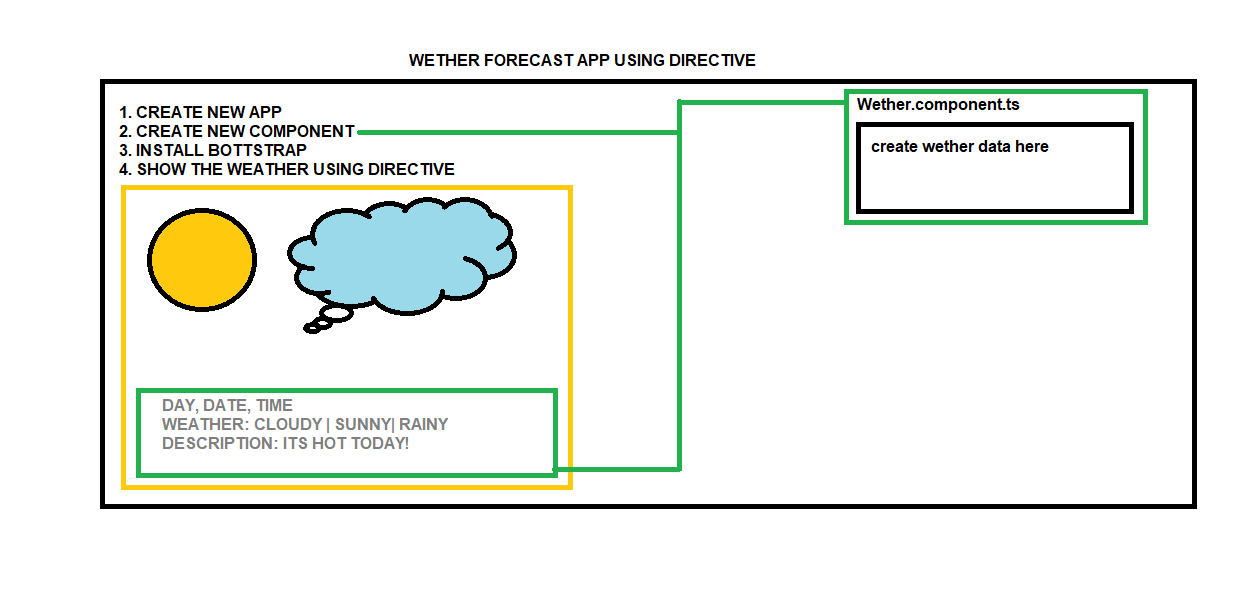 WETHER FORECAST APP USING DIRECTIVE
1. CREATE NEW APP
2. CREATE NEW COMPONENT
3. INSTALL BOTTSTRAP
4. SHOW THE WEATHER USING DIRECTIVE
Wether.component.ts
create wether data here
DAY, DATE, TIME
WEATHER: CLOUDY | SUNNY| RAINY
DESCRIPTION: ITS HOT TODAY!